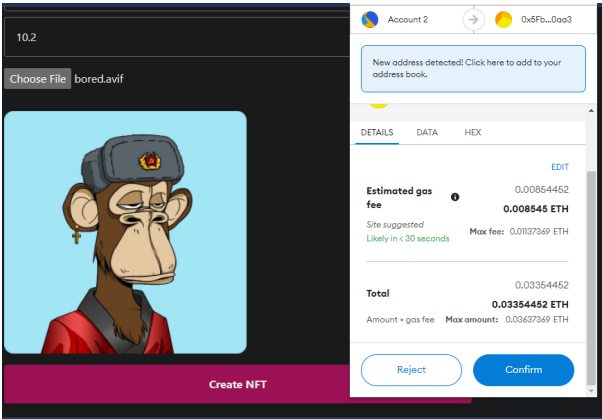 10.2
Choose File bored.avif
Create NFT
Account 2
0x5Fb...0aa3
New address detected! Click here to add to your
address book.
DETAILS DATA HEX
EDIT
Estimated gas
fee
0.00854452
0.008545 ETH
Site suggested
Likely in < 30 seconds
Max fee: 0.01137369 ETH
0.03354452
Total
0.03354452 ETH
Amount + gas fee Max amount: 0.03637369 ETH
Reject Confirm